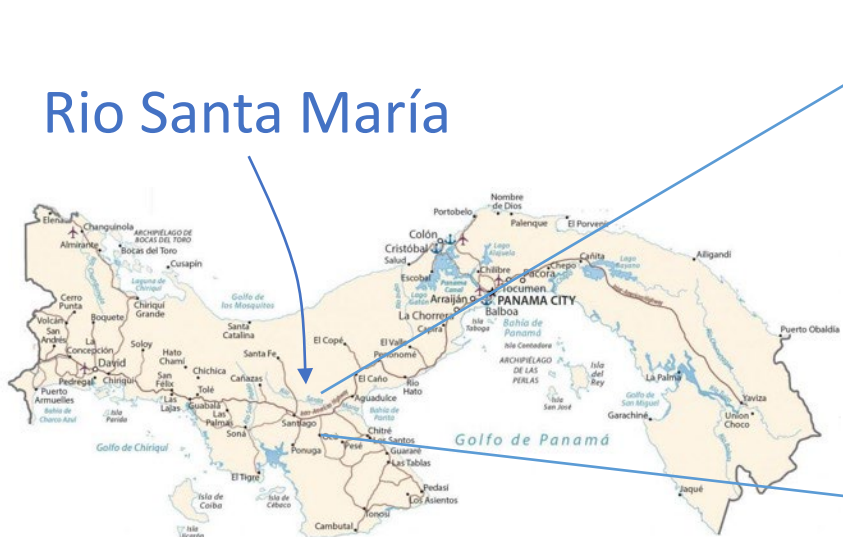 Rio Santa María
Nombre
de Dios
Portobelo
Palenque
El Porvenir
Elena
Changuinola
ARCHIPIÉLAGO DE
BOCAS DEL TORO
Almirante
Bocas del Toro
Cusapín
Colón
Cristóbal
Salud
Lago
Alajuela
Cañita
Lago
Bayano
Ailigandí
Laguna de
Chiriquí
Escobal
Chilibre
Chepo
Pacora
Panama
Canal
Tocumen
Cerro
Punta
Chiriquí
Grande
Golfo de
los Mosquitos
Lago
Gatún
Arraiján
PANAMA CITY
Balboa
La Chorrera
Volcán
Boquete
San
Andrés
La
Concepción
Soloy
Santa
Catalina
Capira
Isla
Taboga
Bahía de
Panamá
Puerto Obaldía
El Copé
El Valle
Penonomé
Isla Contadora
Hato
Chamí
Santa Fe
David
Chichica
ARCHIPIÉLAGO
DE LAS
PERLAS
Isla
del
Rey
Pedregal
Chiriquí
San
Félix
Tolé
Cañazas
El Caño
Río
Hato
La Palma
Puerto
Armuelles
Las
Lajas
Guabalá
Aguadulce
Isla
San José
Golfo de
San Miguel
Yaviza
Bahía de
Charco Azul
Isla
Parida
Las
Palmas
Santiago
Bahía de
Parita
Garachiné
Union
Choco
Soná
Ocú
Chitré
Los Santos
Golfo de Chiriquí
Golfo de Panamá
Ponuga
Pesé
Guararé
Las Tablas
El Tigre
Jaqué
Isla de
Coiba
Isla de
Cébaco
Pedasí
Los Asientos
Tonosí
Cambutal
Isla